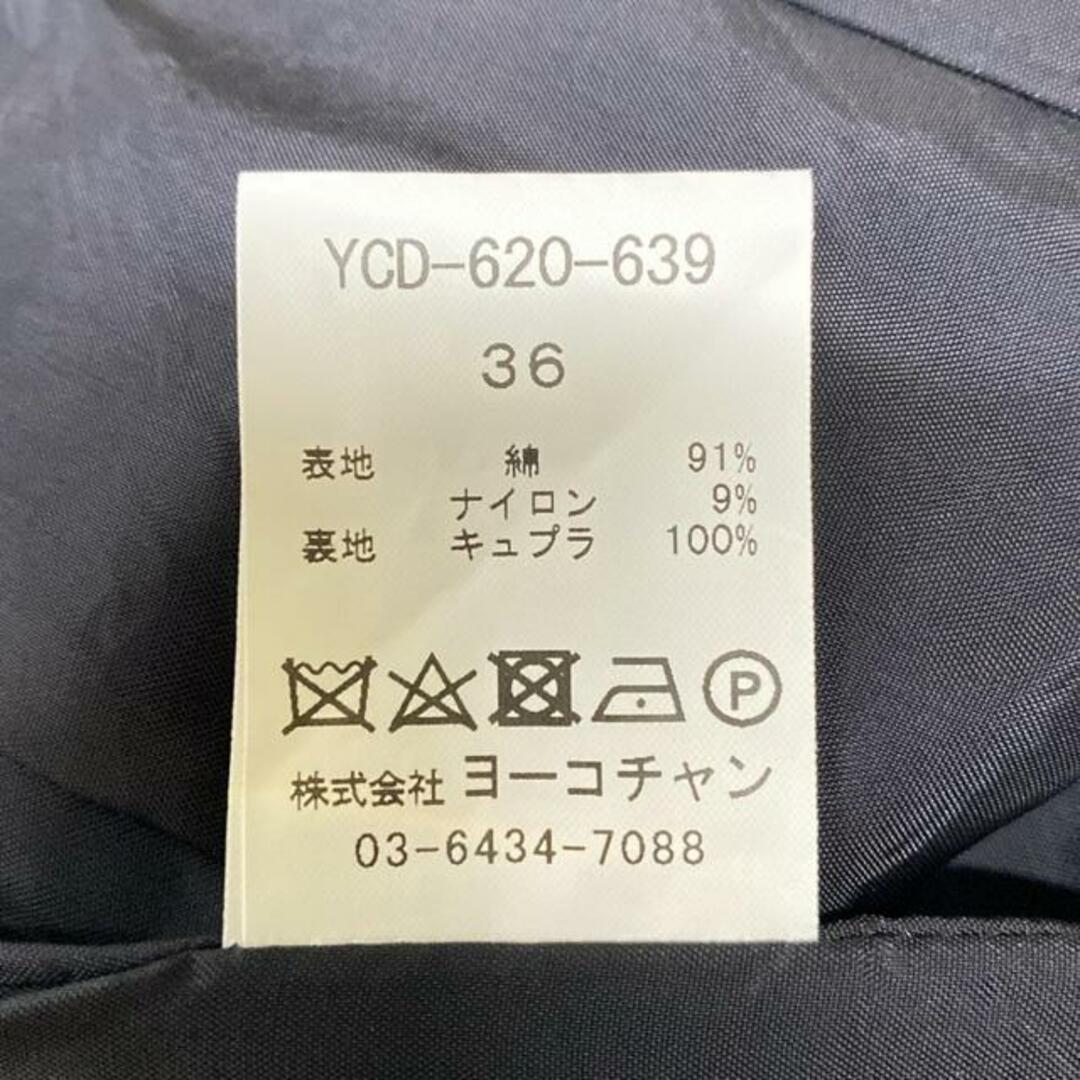 YCD-620-639
36
表地 綿 91%
ナイロン 9%
裏地 キュプラ 100%
P
株式会社 ヨーコチャン
03-6434-7088